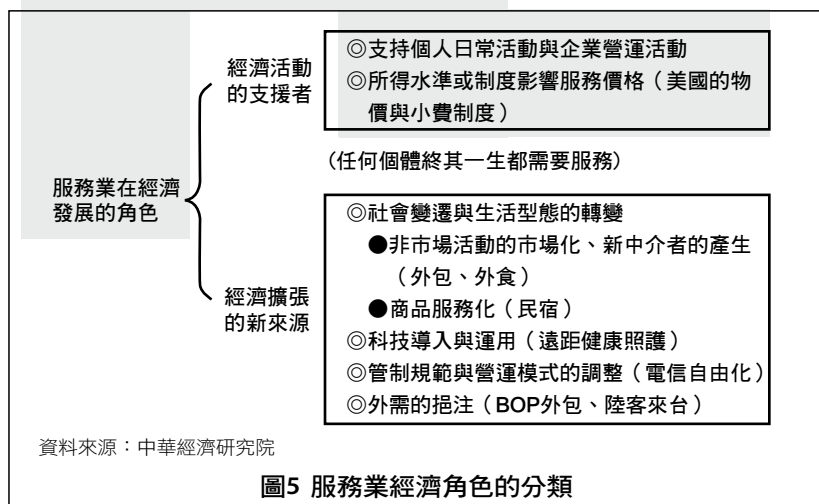 服務業在經濟
發展的角色
經濟活動
的支援者
◎支持個人日常活動與企業營運活動
◎所得水準或制度影響服務價格（美國的物
價與小費制度）
(任何個體終其一生都需要服務)
經濟擴張
的新來源
◎社會變遷與生活型態的轉變
●非市場活動的市場化、新中介者的產生
（外包、外食）
●商品服務化（民宿）
◎科技導入與運用（遠距健康照護）
◎管制規範與營運模式的調整（電信自由化）
◎外需的挹注（BOP外包、陸客來台）
資料來源：中華經濟研究院
圖5 服務業經濟角色的分類